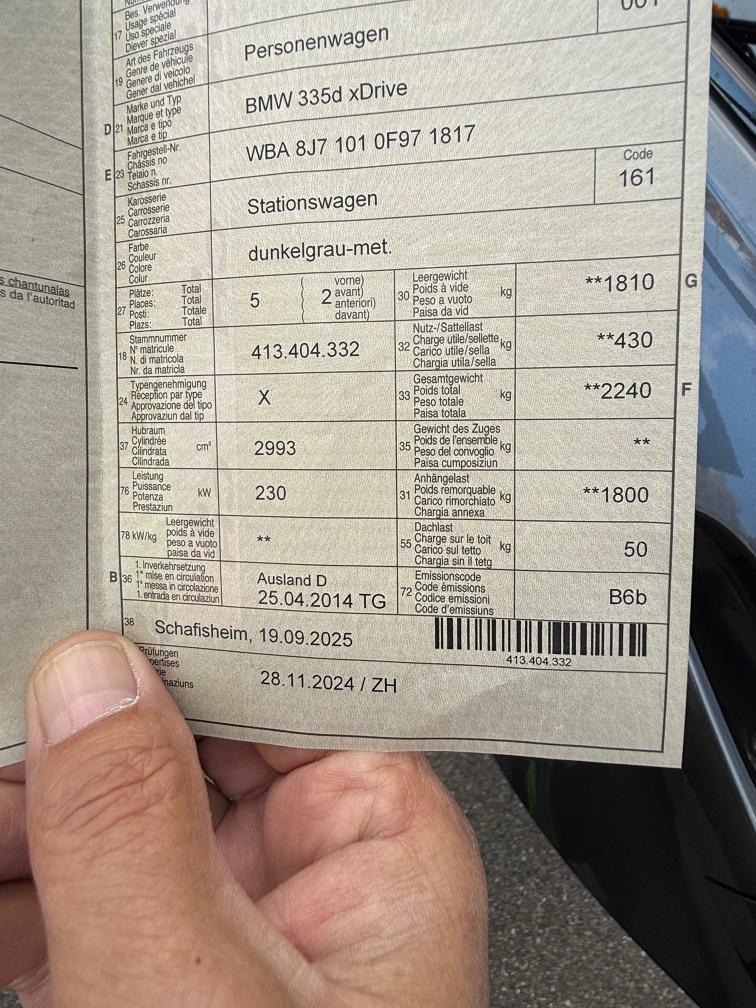 Bes. Verwendung
17 Usage spécial
Uso speciale
Diever spezial
001
Art des Fahrzeugs
Genre de véhicule
19 Genere di veicolo
Gener dal vehichel
Personenwagen
Marke und Typ
D 21 Marque et type
Marca e tipo
Marca e tip
BMW 335d xDrive
Fahrgestell-Nr.
Châssis no
E 23 Telaio n.
Schassis nr.
WBA 8J7 101 0F97 1817
Karosserie
Carrosserie
25 Carrozzeria
Carossaria
Stationswagen
Code
161
Farbe
Couleur
26 Colore
Colur
dunkelgrau-met.
Plätze: Total
Places: Total
27 Posti: Totale
Plazs: Total
5
2
vorne)
avant)
anteriori)
davant)
Leergewicht
30 Poids à vide kg
Peso a vuoto
Paisa da vid
**1810 G
Stammnummer
18 N° matricule
N. di matricola
Nr. da matricla
413.404.332
Nutz-/Sattellast
32 Charge utile/sellette kg
Carico utile/sella
Chargia utila/sella
**430
Typengenehmigung
24 Réception par type
Approvazione del tipo
Approvaziun dal tip
X
Gesamtgewicht
33 Poids total kg
Peso totale
Paisa totala
**2240 F
Hubraum
37 Cylindrée cm³
Cilindrata
Cilindrada
2993
Gewicht des Zuges
35 Poids de l'ensemble kg
Peso del convoglio
Paisa cumposiziun
**
Leistung
76 Puissance kW
Potenza
Prestaziun
230
Anhängelast
31 Poids remorquable kg
Carico rimorchiato
Chargia annexa
**1800
Leergewicht
78 kW/kg poids à vide
peso a vuoto
paisa da vid
**
Dachlast
55 Charge sur le toit kg
Carico sul tetto
Chargia sin il tetg
50
1. Inverkehrsetzung
B 36 1re mise en circulation
1a messa in circolazione
1. entrada en circulaziun
Ausland D
25.04.2014 TG
Emissionscode
72 Code émissions
Codice emissioni
Code d'emissiuns
B6b
38
Schafisheim, 19.09.2025
413.404.332
Prüfungen
28.11.2024 / ZH
s chantunalas
s da l'autoritad